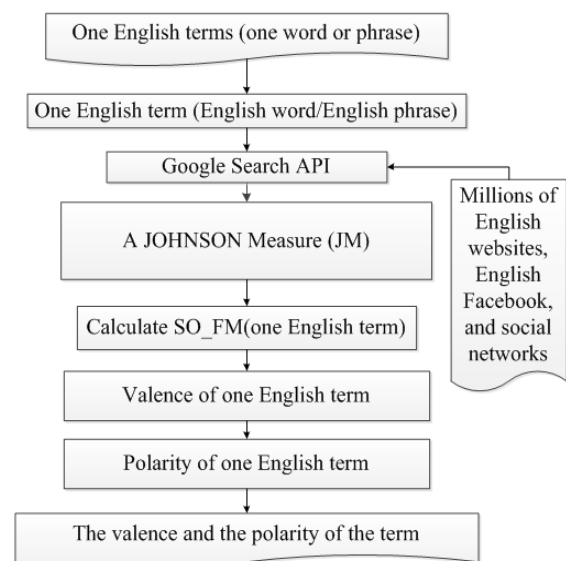 One English terms (one word or phrase)
One English term (English word/English phrase)
Google Search API
A JOHNSON Measure (JM)
Calculate SO_FM(one English term)
Valence of one English term
Polarity of one English term
The valence and the polarity of the term
Millions of
English
websites,
English
Facebook,
and social
networks